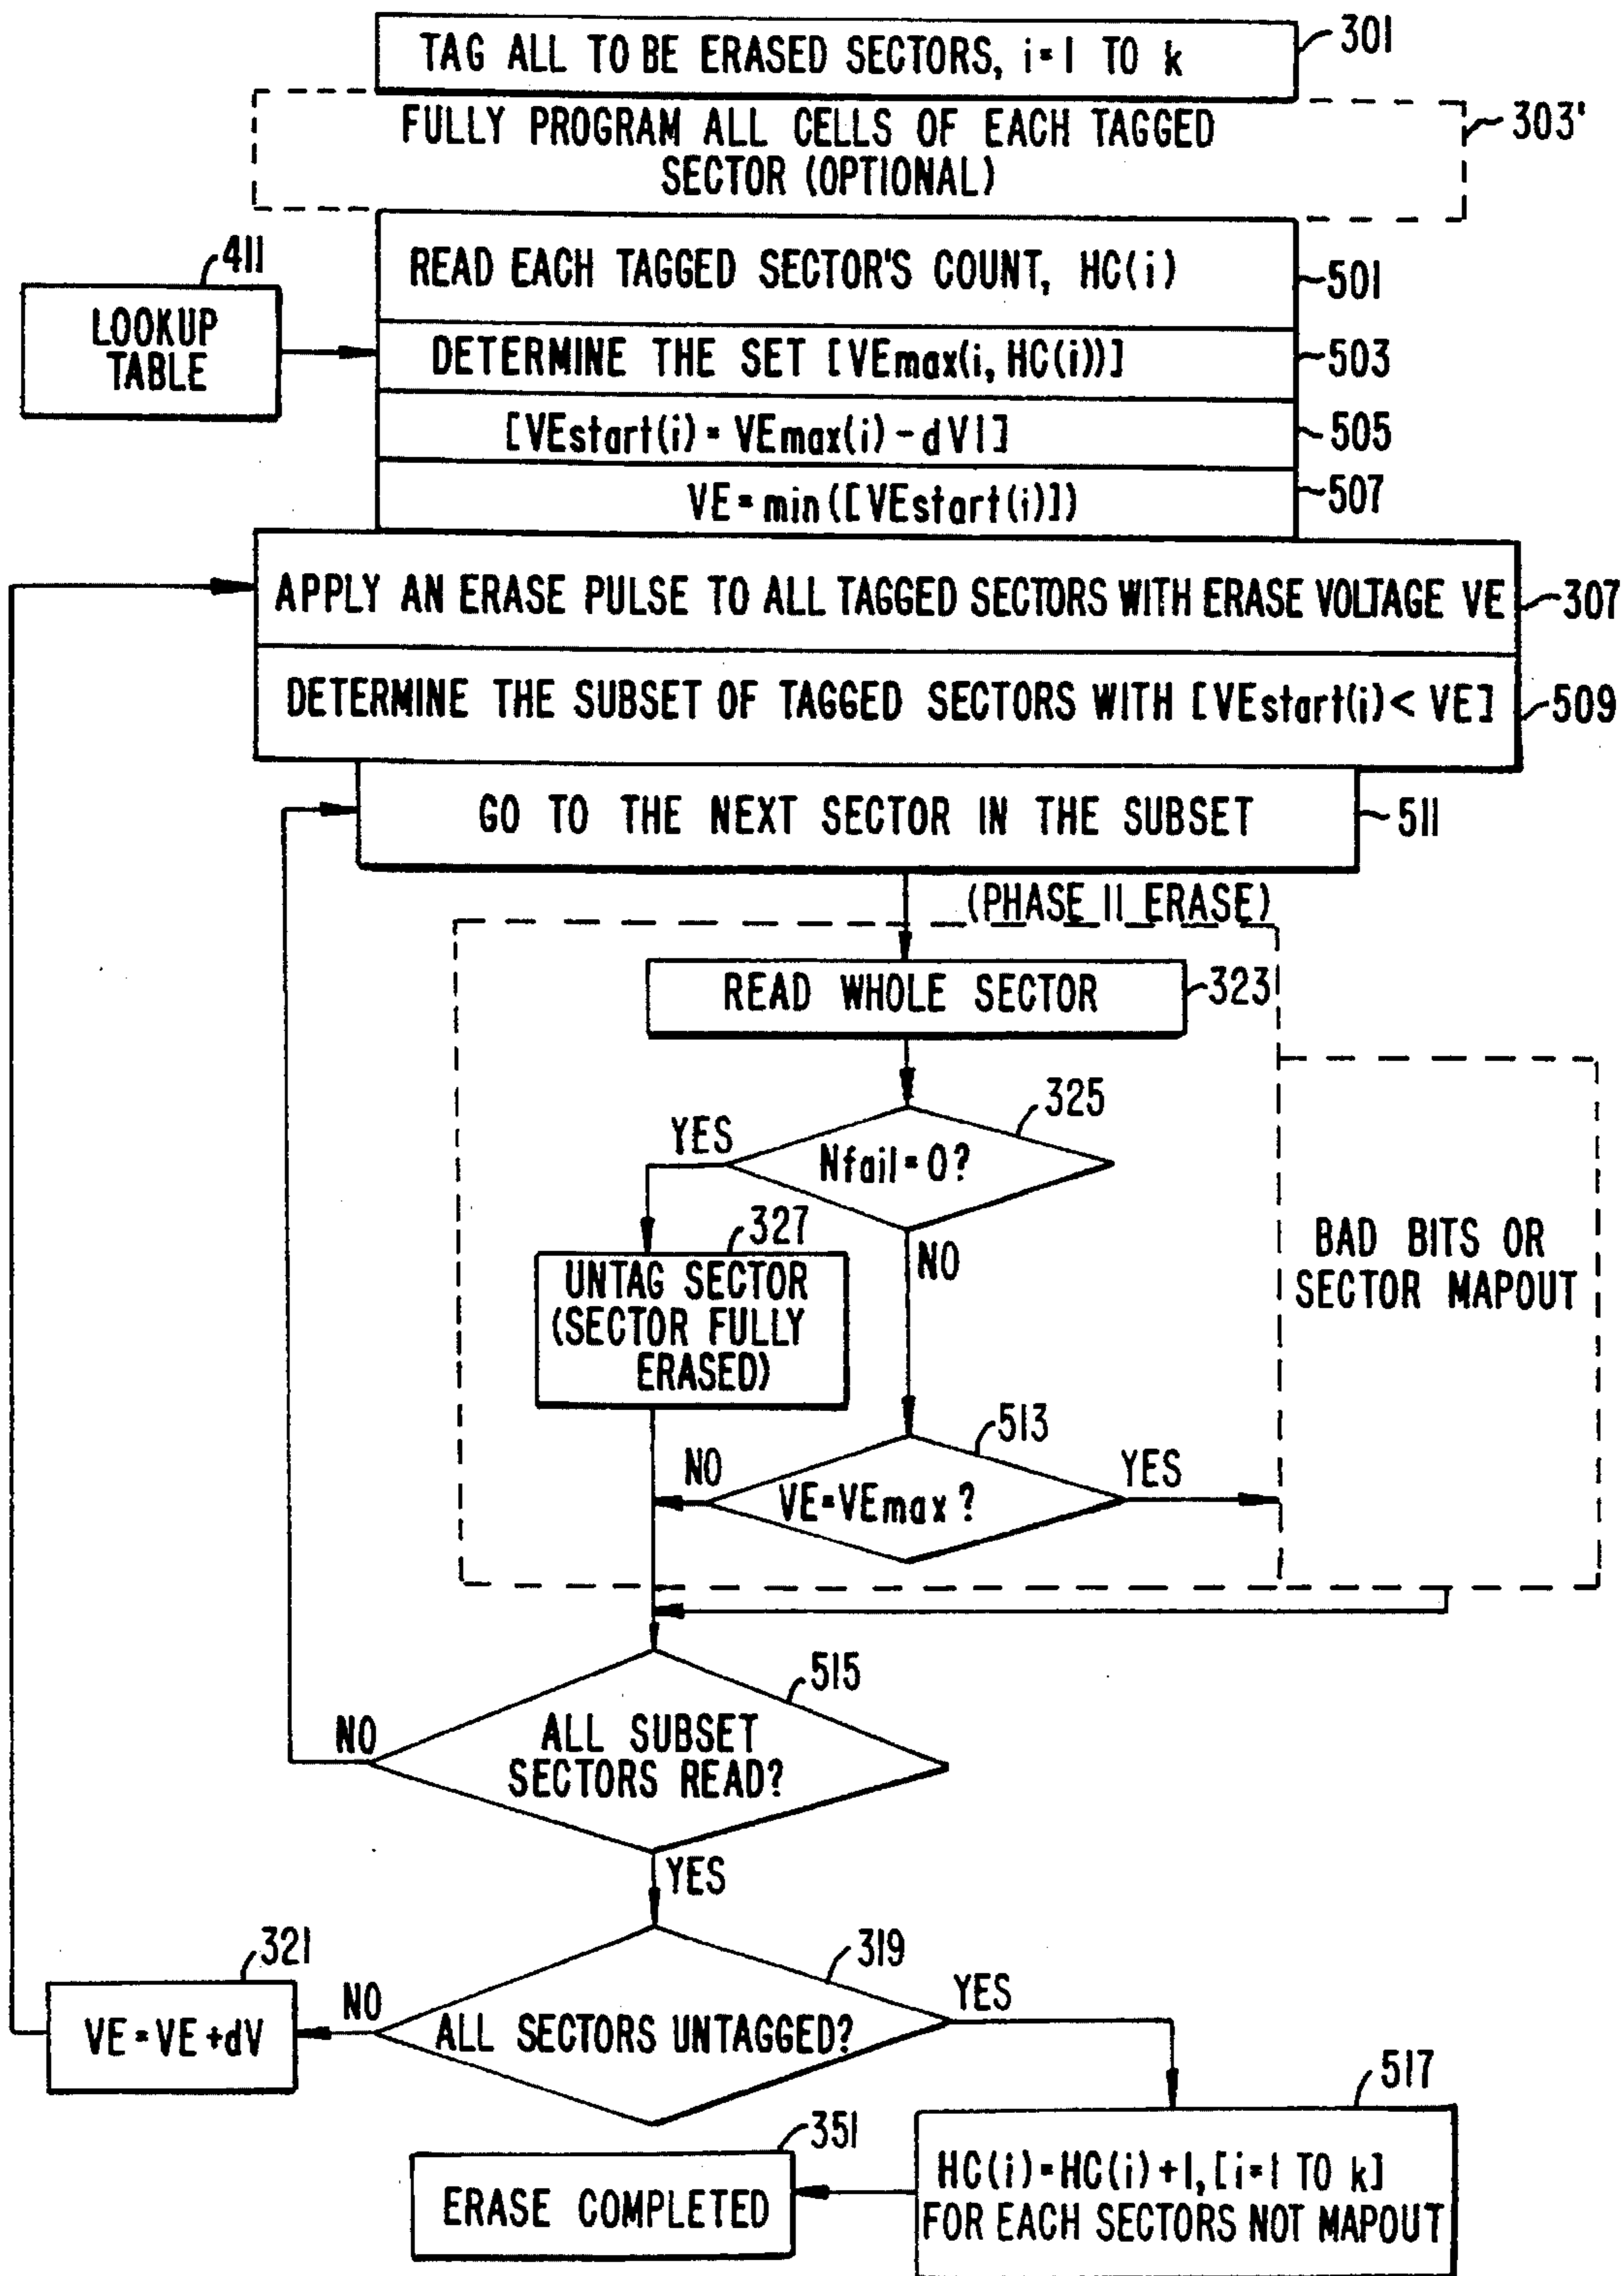 TAG ALL TO BE ERASED SECTORS, i=1 TO k
301
FULLY PROGRAM ALL CELLS OF EACH TAGGED
SECTOR (OPTIONAL)
303'
411
LOOKUP
TABLE
READ EACH TAGGED SECTOR'S COUNT, HC(i)
501
DETERMINE THE SET [VEmax(i, HC(i))]
503
[VEstart(i) = VEmax(i) - dV1]
505
VE = min([VEstart(i)])
507
APPLY AN ERASE PULSE TO ALL TAGGED SECTORS WITH ERASE VOLTAGE VE
307
DETERMINE THE SUBSET OF TAGGED SECTORS WITH [VEstart(i) < VE]
509
GO TO THE NEXT SECTOR IN THE SUBSET
511
(PHASE II ERASE)
READ WHOLE SECTOR
323
325
YES
Nfail = 0?
327
NO
UNTAG SECTOR
(SECTOR FULLY
ERASED)
BAD BITS OR
SECTOR MAPOUT
513
NO
YES
VE = VEmax ?
515
NO
ALL SUBSET
SECTORS READ?
YES
321
319
NO
YES
VE = VE + dV
ALL SECTORS UNTAGGED?
517
351
HC(i) = HC(i) + 1, [i=1 TO k]
FOR EACH SECTORS NOT MAPOUT
ERASE COMPLETED